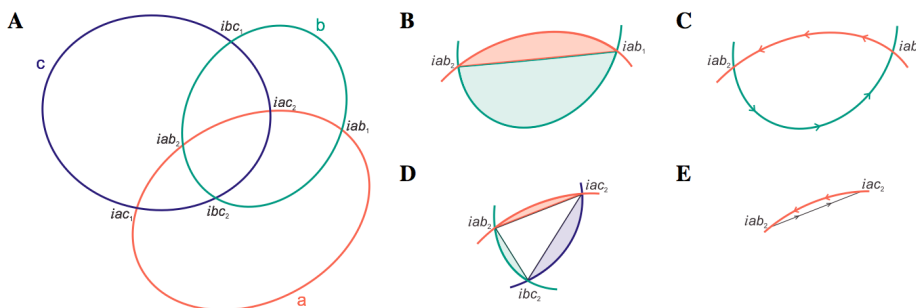 A
ibc₁
b
c
iac₂
iab₁
iab₂
iac₁
ibc₂
a
B
iab₂
iab₁
C
iab₂
iab
D
iac₂
iab₂
ibc₂
E
iac₂
iab₂